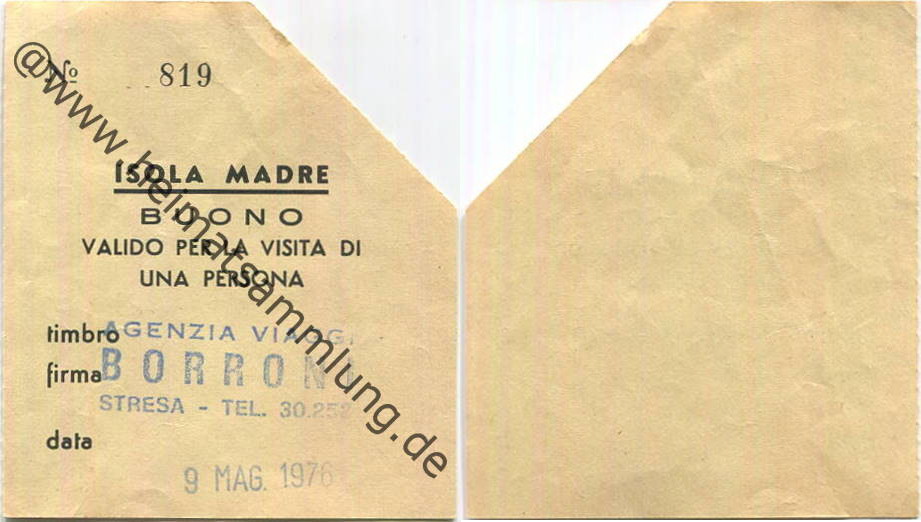 No 819
ISOLA MADRE
BUONO
VALIDO PER LA VISITA DI
UNA PERSONA
timbro AGENZIA VIAGGI
firma BORRONI
STRESA - TEL. 30.252
data
9 MAG. 1976
@www.heimatsammlung.de